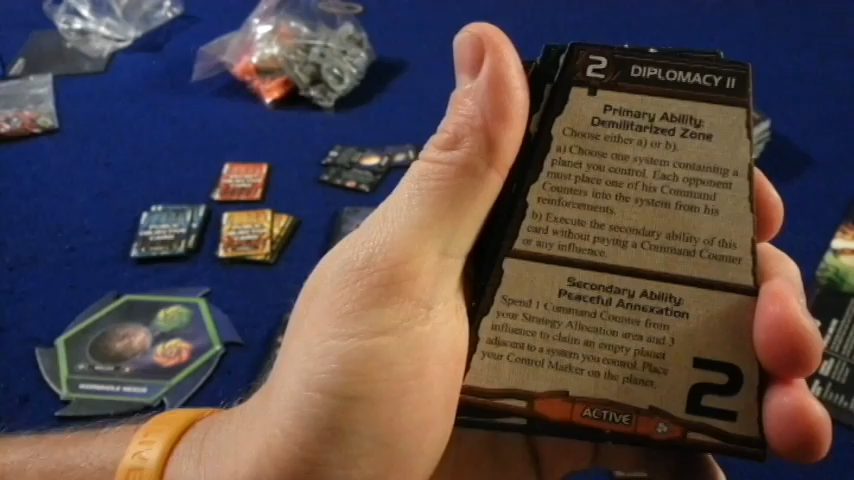 2
DIPLOMACY II
Primary Ability:
Demilitarized Zone
Choose either a) or b).
a) Choose one system containing a
planet you control. Each opponent
must place one of his Command
Counters into the system from his
reinforcements.
b) Execute the secondary ability of this
card without paying a Command Counter
or any influence.
Secondary Ability:
Peaceful Annexation
Spend 1 Command Counter from
your Strategy Allocation area and 3
influence to claim an empty planet
adjacent to a system you control. Place
your Control Marker on the planet.
2
ACTIVE
WORMHOLE NEXUS
LIVE